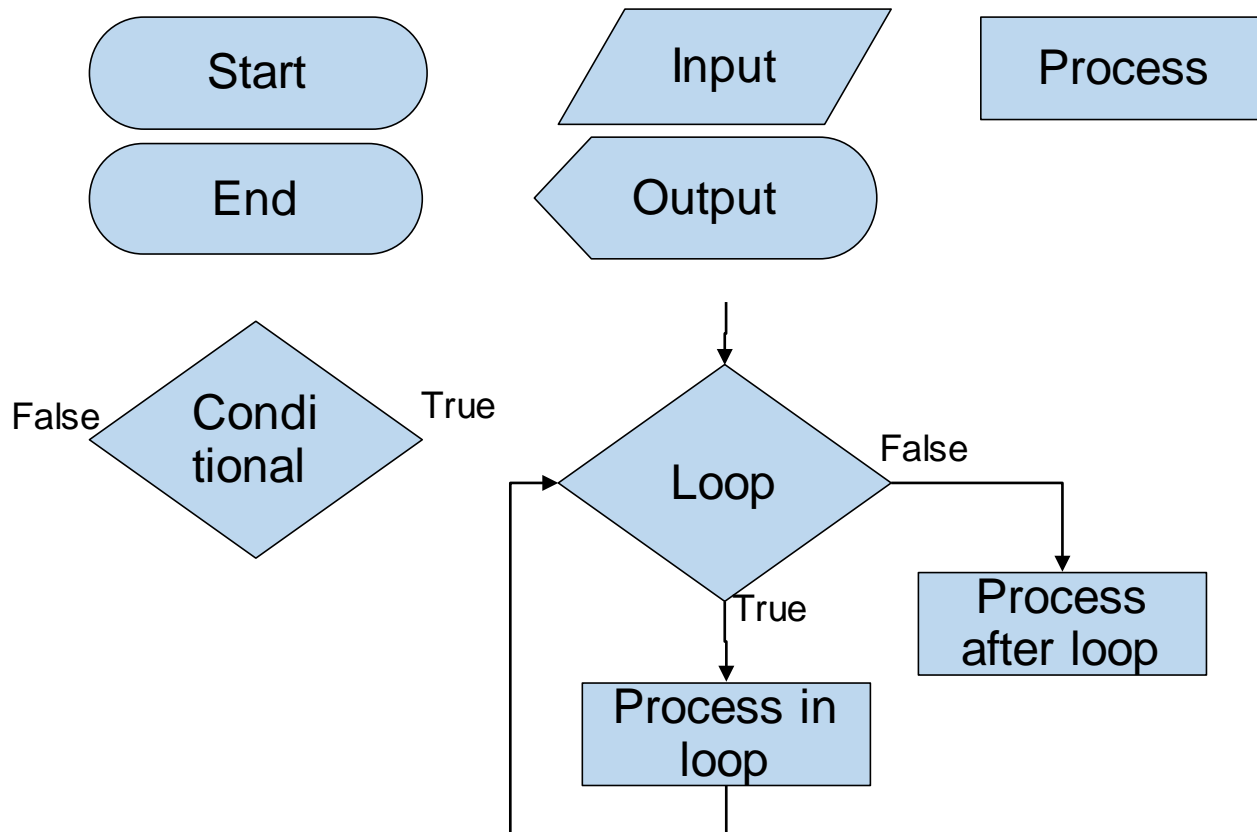 Start
Input
Process
End
Output
False
Condi
tional
True
Loop
False
True
Process
after loop
Process in
loop